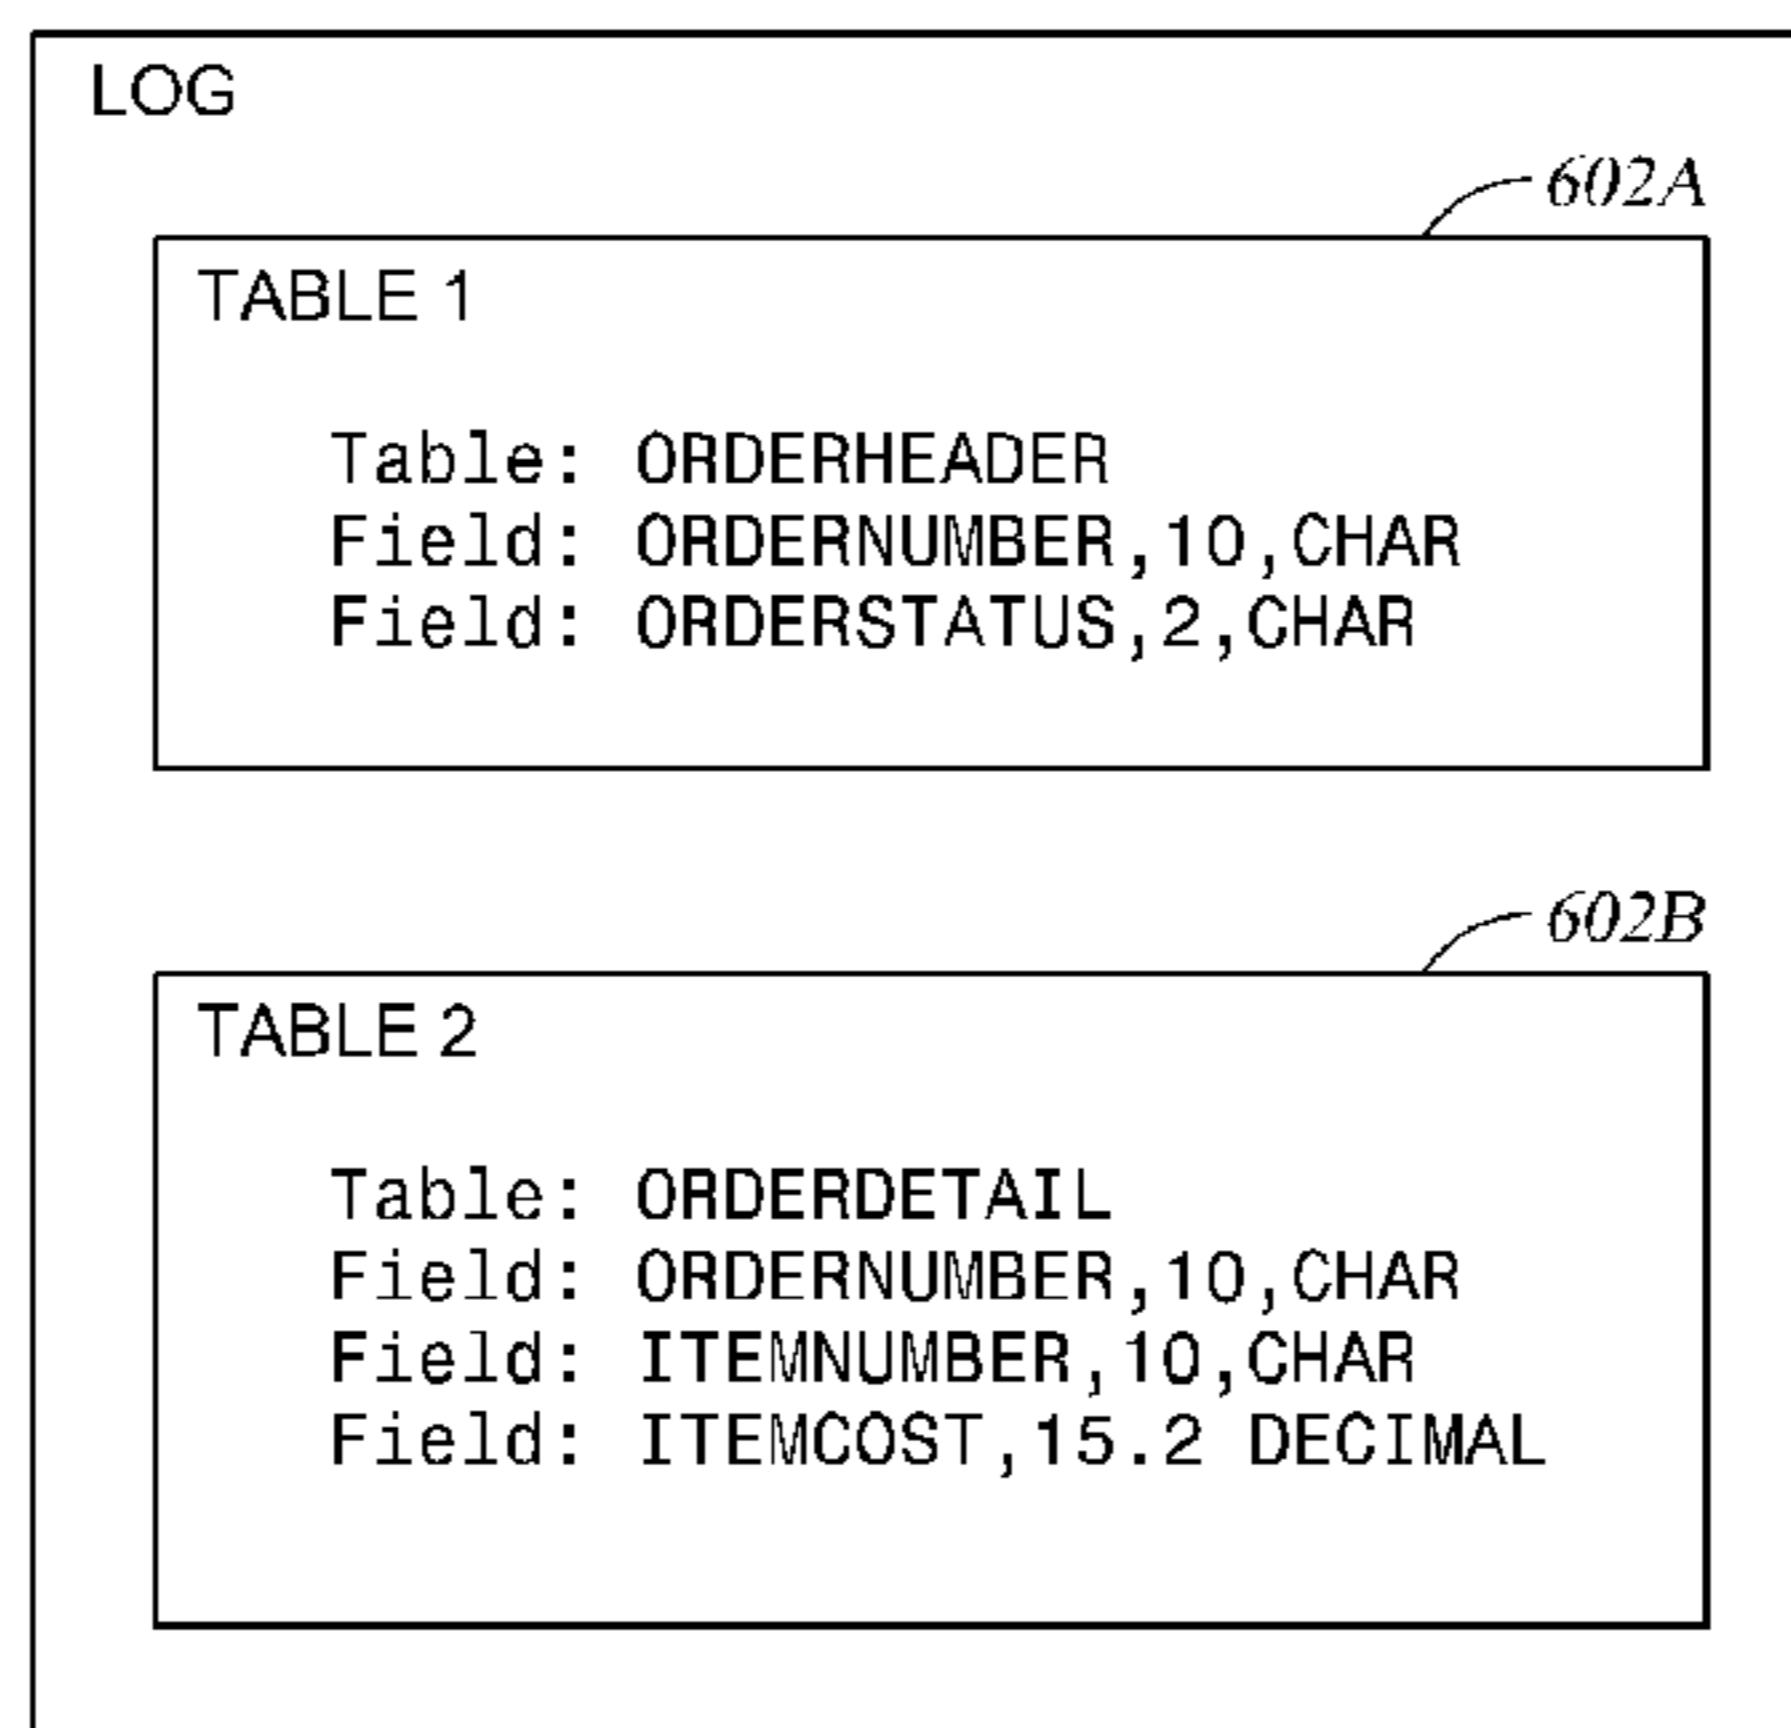 LOG
602A
TABLE 1
Table: ORDERHEADER
Field: ORDERNUMBER,10,CHAR
Field: ORDERSTATUS,2,CHAR
602B
TABLE 2
Table: ORDERDETAIL
Field: ORDERNUMBER,10,CHAR
Field: ITEMNUMBER,10,CHAR
Field: ITEMCOST,15.2 DECIMAL